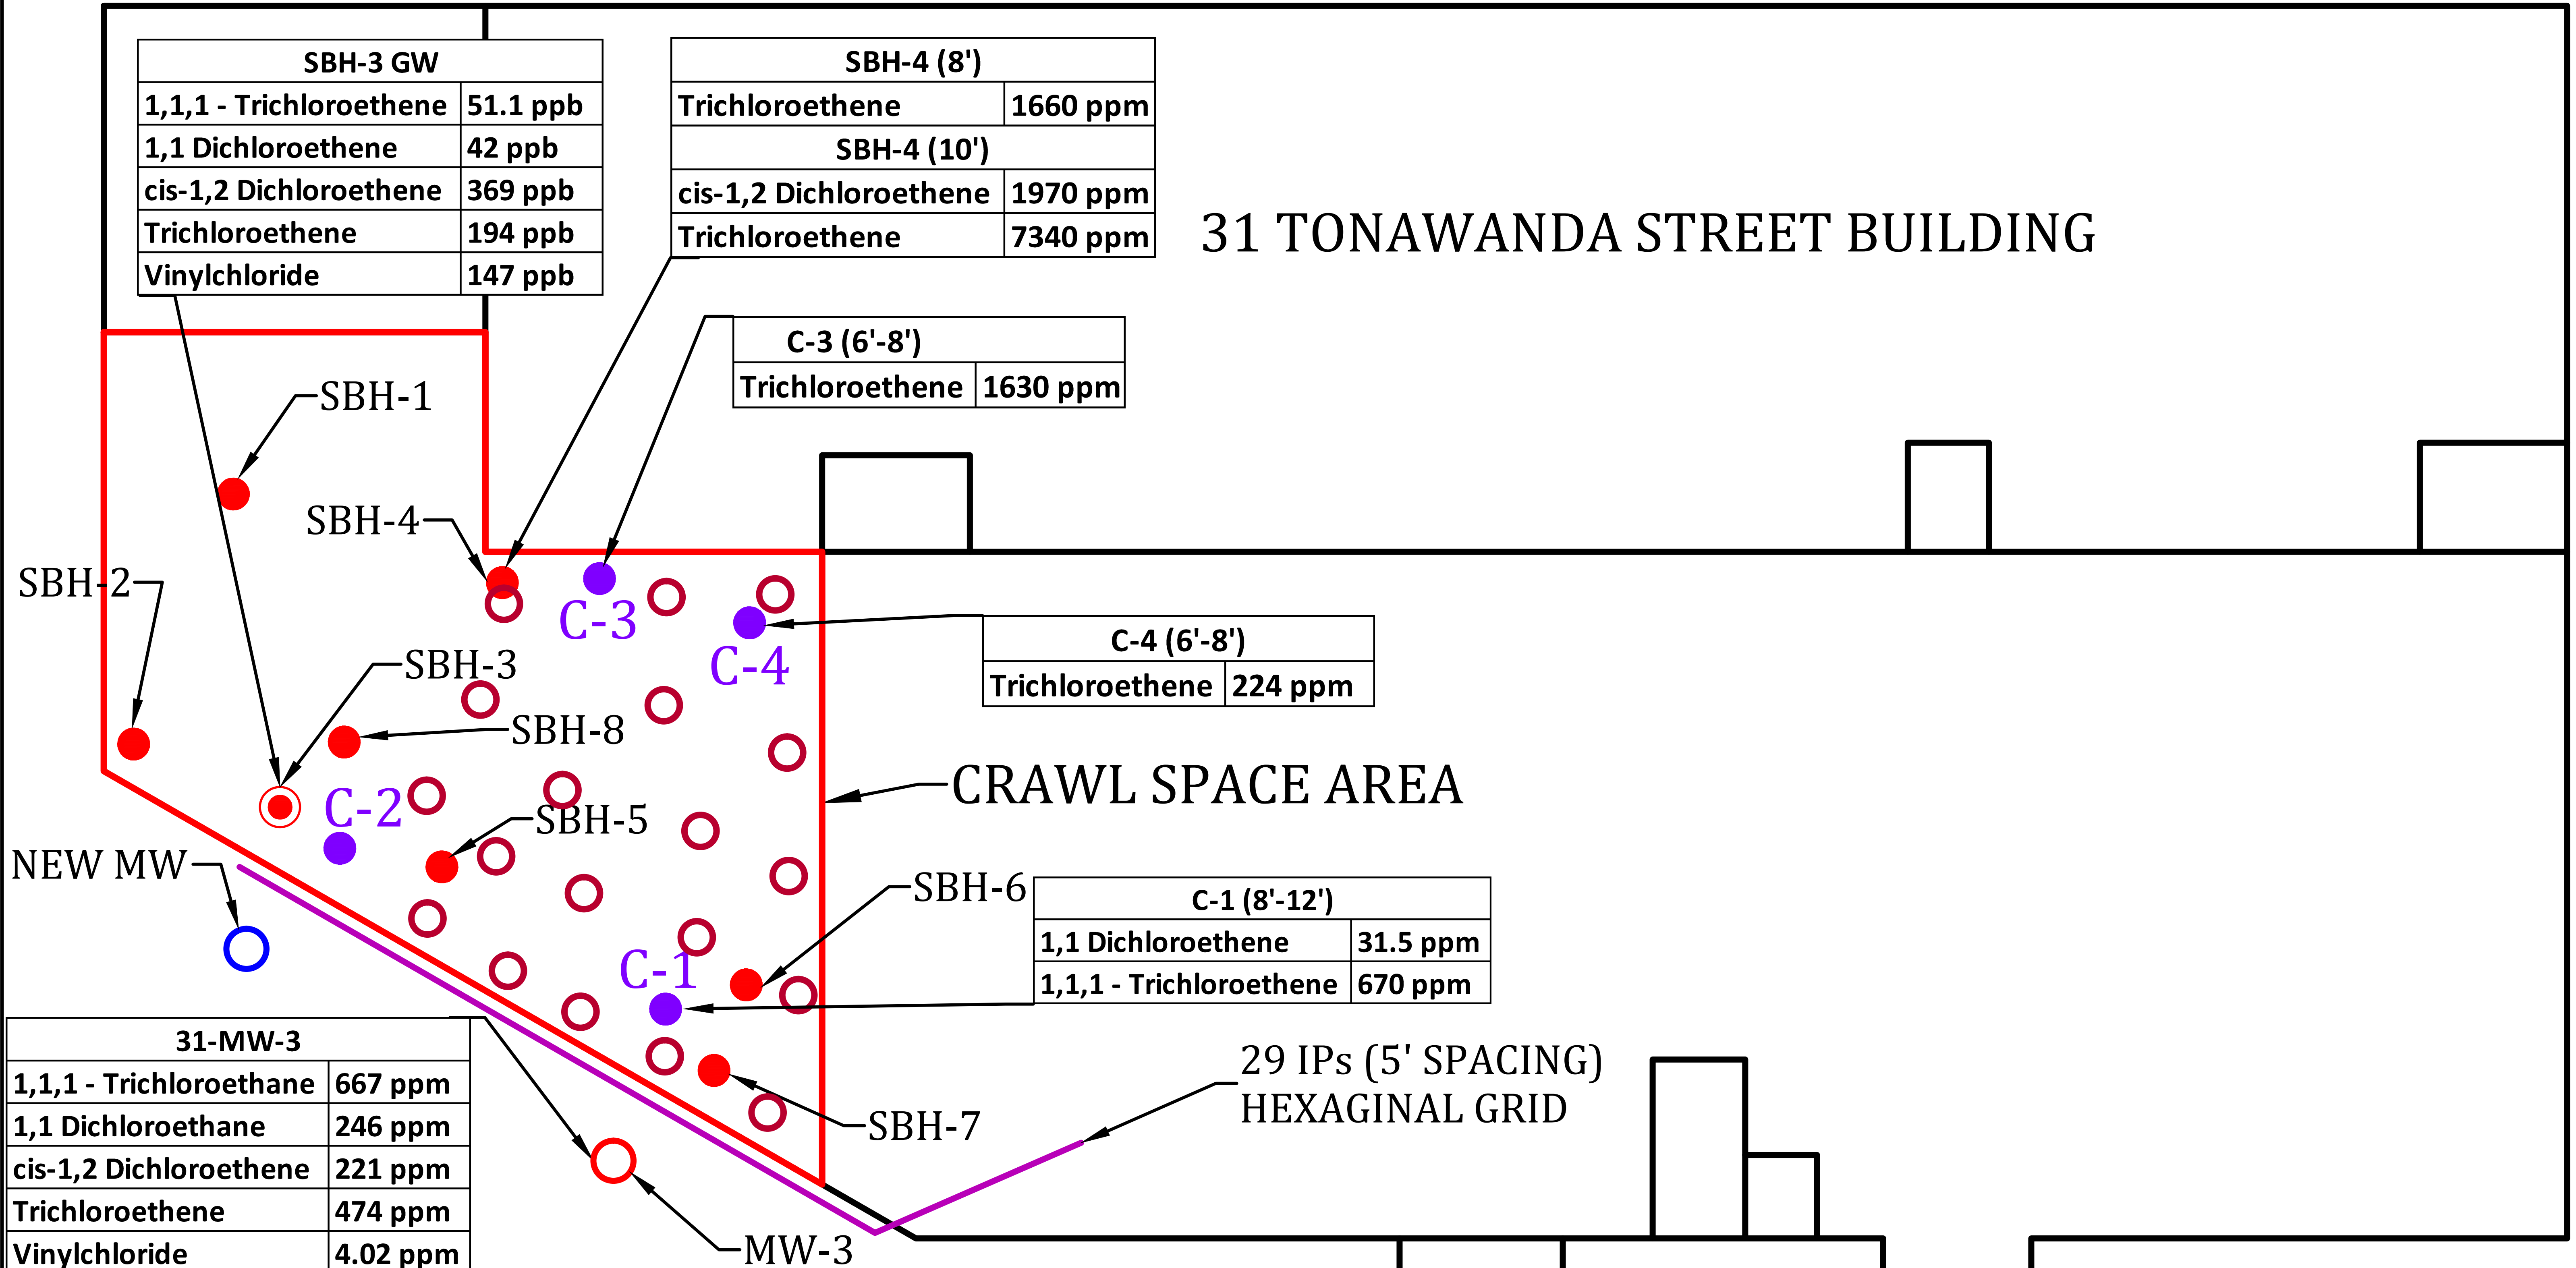 SBH-3 GW
1,1,1 - Trichloroethene 51.1 ppb
1,1 Dichloroethene 42 ppb
cis-1,2 Dichloroethene 369 ppb
Trichloroethene 194 ppb
Vinylchloride 147 ppb
SBH-4 (8')
Trichloroethene 1660 ppm
SBH-4 (10')
cis-1,2 Dichloroethene 1970 ppm
Trichloroethene 7340 ppm
31 TONAWANDA STREET BUILDING
C-3 (6'-8')
Trichloroethene 1630 ppm
SBH-1
SBH-4
SBH-2
C-3
C-4
C-4 (6'-8')
Trichloroethene 224 ppm
SBH-3
SBH-8
CRAWL SPACE AREA
C-2
SBH-5
NEW MW
SBH-6
C-1 (8'-12')
1,1 Dichloroethene 31.5 ppm
1,1,1 - Trichloroethene 670 ppm
C-1
31-MW-3
1,1,1 - Trichloroethane 667 ppm
1,1 Dichloroethane 246 ppm
cis-1,2 Dichloroethene 221 ppm
Trichloroethene 474 ppm
Vinylchloride 4.02 ppm
29 IPs (5' SPACING)
HEXAGINAL GRID
SBH-7
MW-3